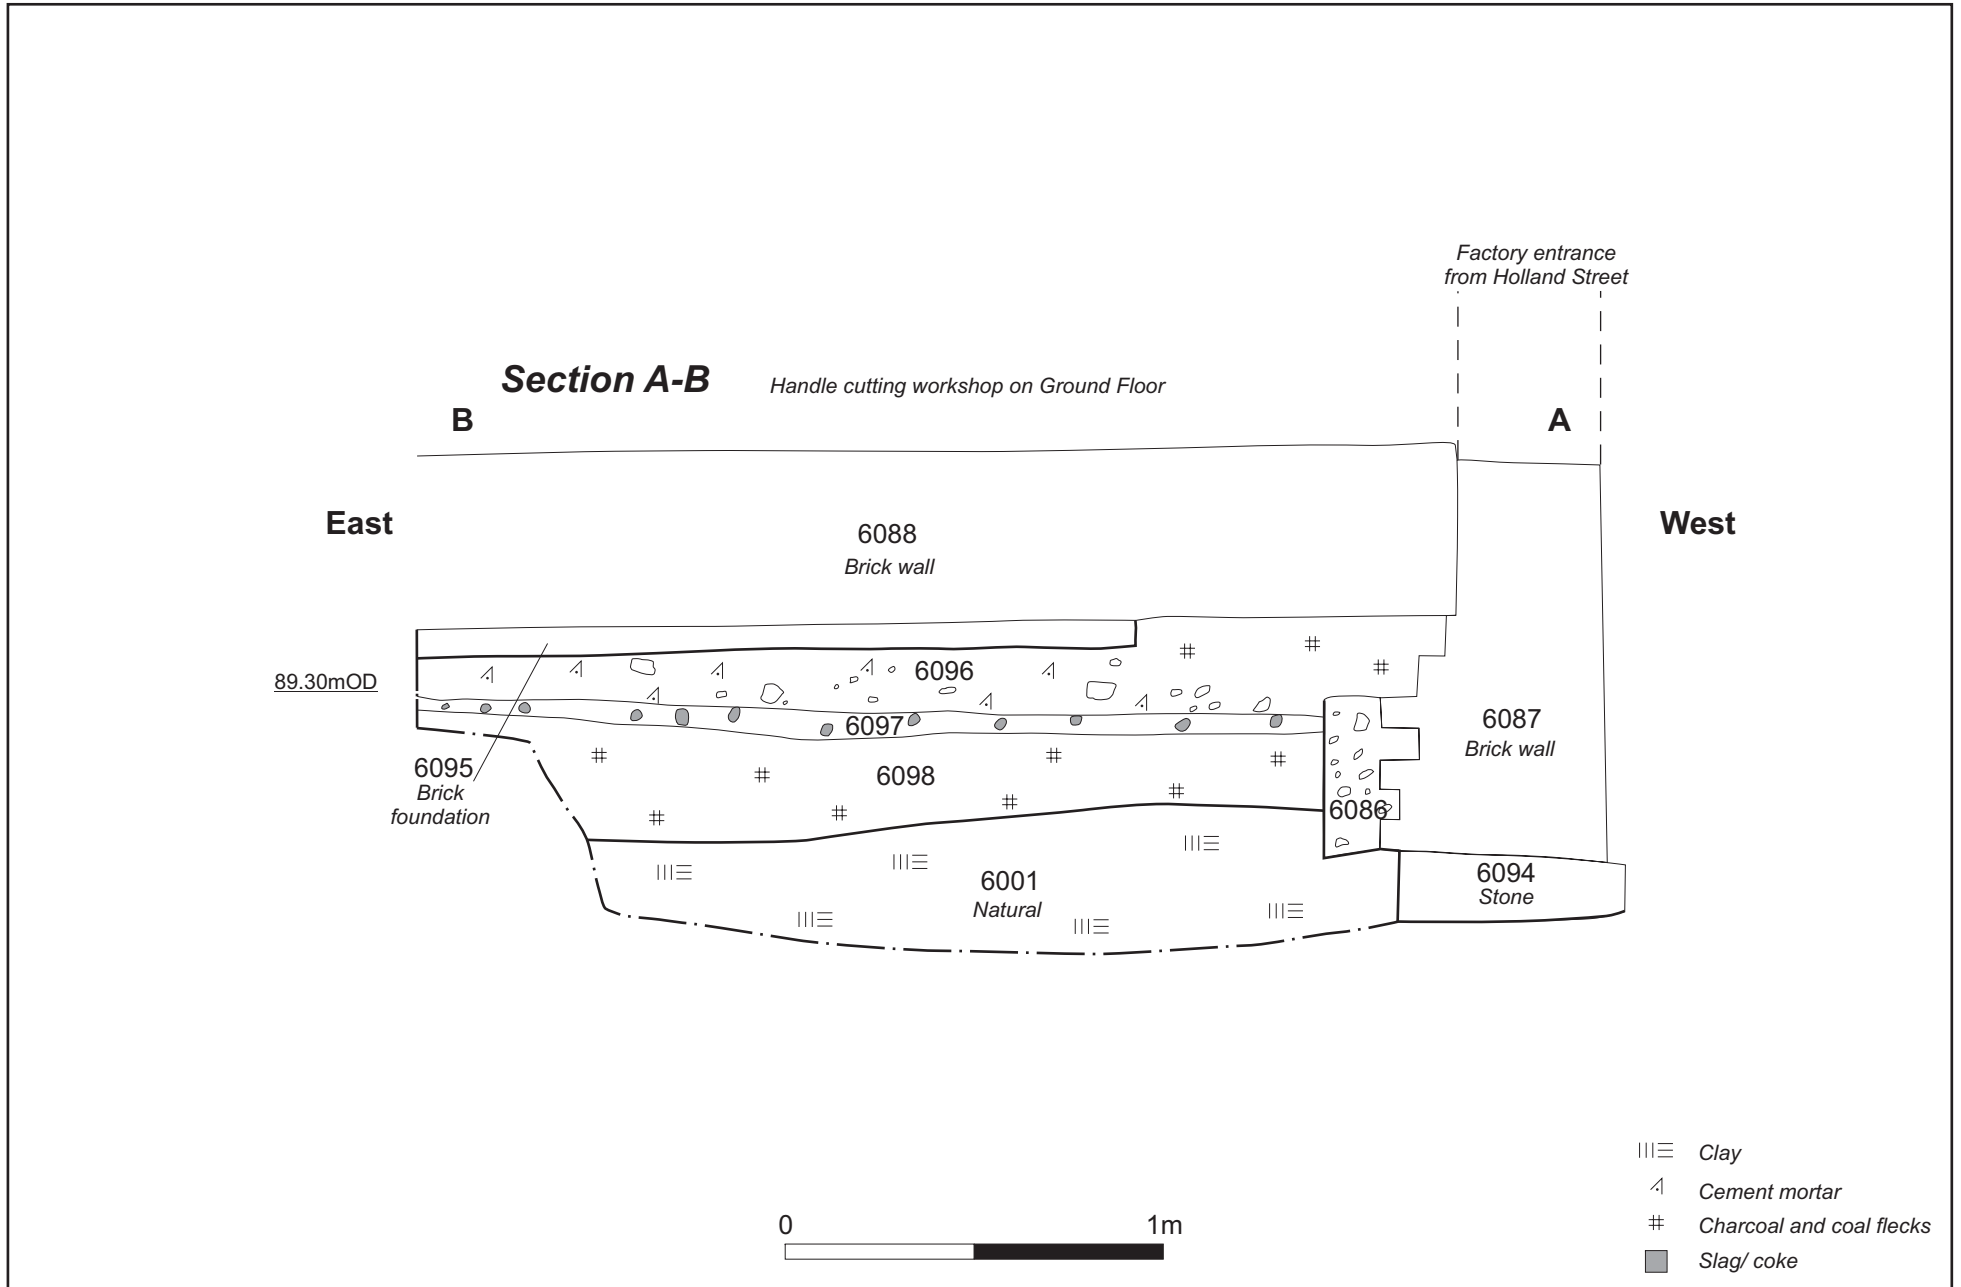 Factory entrance
from Holland Street
Section A-B
Handle cutting workshop on Ground Floor
B
A
East
West
6088
Brick wall
6096
89.30mOD
6097
6087
Brick wall
6095
Brick
foundation
6098
6086
6001
Natural
6094
Stone
Clay
Cement mortar
Charcoal and coal flecks
Slag/ coke
0
1m